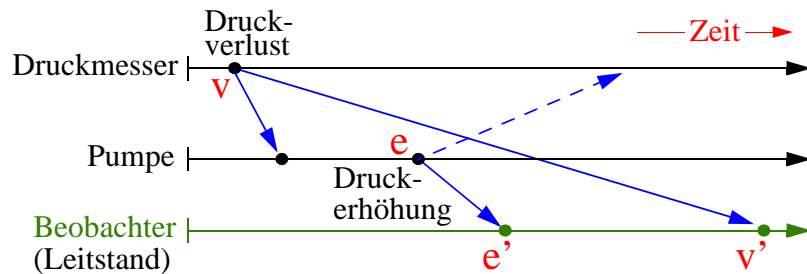 Druck-
verlust
Zeit
Druckmesser
v
Pumpe
e
Druck-
erhöhung
Beobachter
(Leitstand)
e'
v'